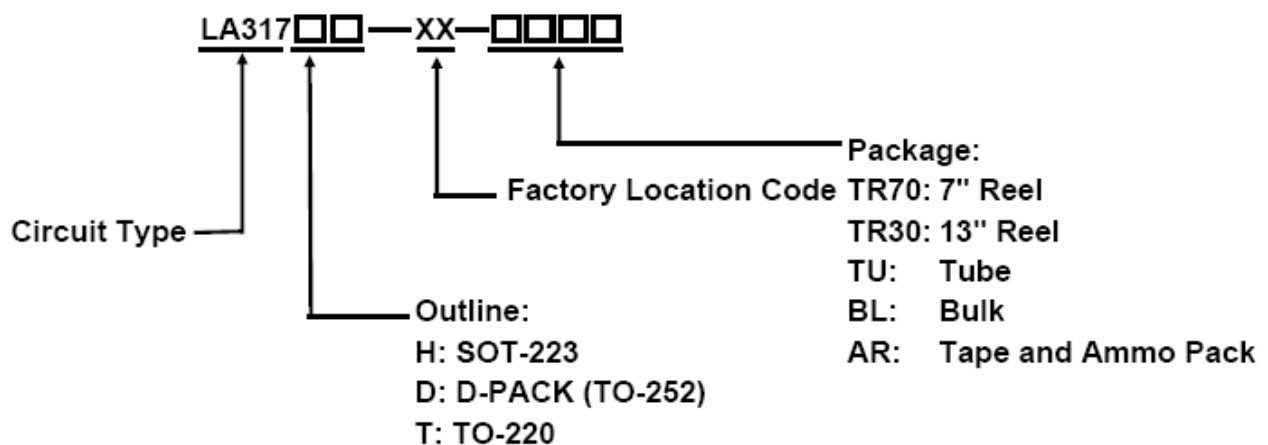 LA317□□—XX—□□□□
Package:
Factory Location Code
TR70: 7" Reel
TR30: 13" Reel
TU: Tube
BL: Bulk
AR: Tape and Ammo Pack
Circuit Type
Outline:
H: SOT-223
D: D-PACK (TO-252)
T: TO-220